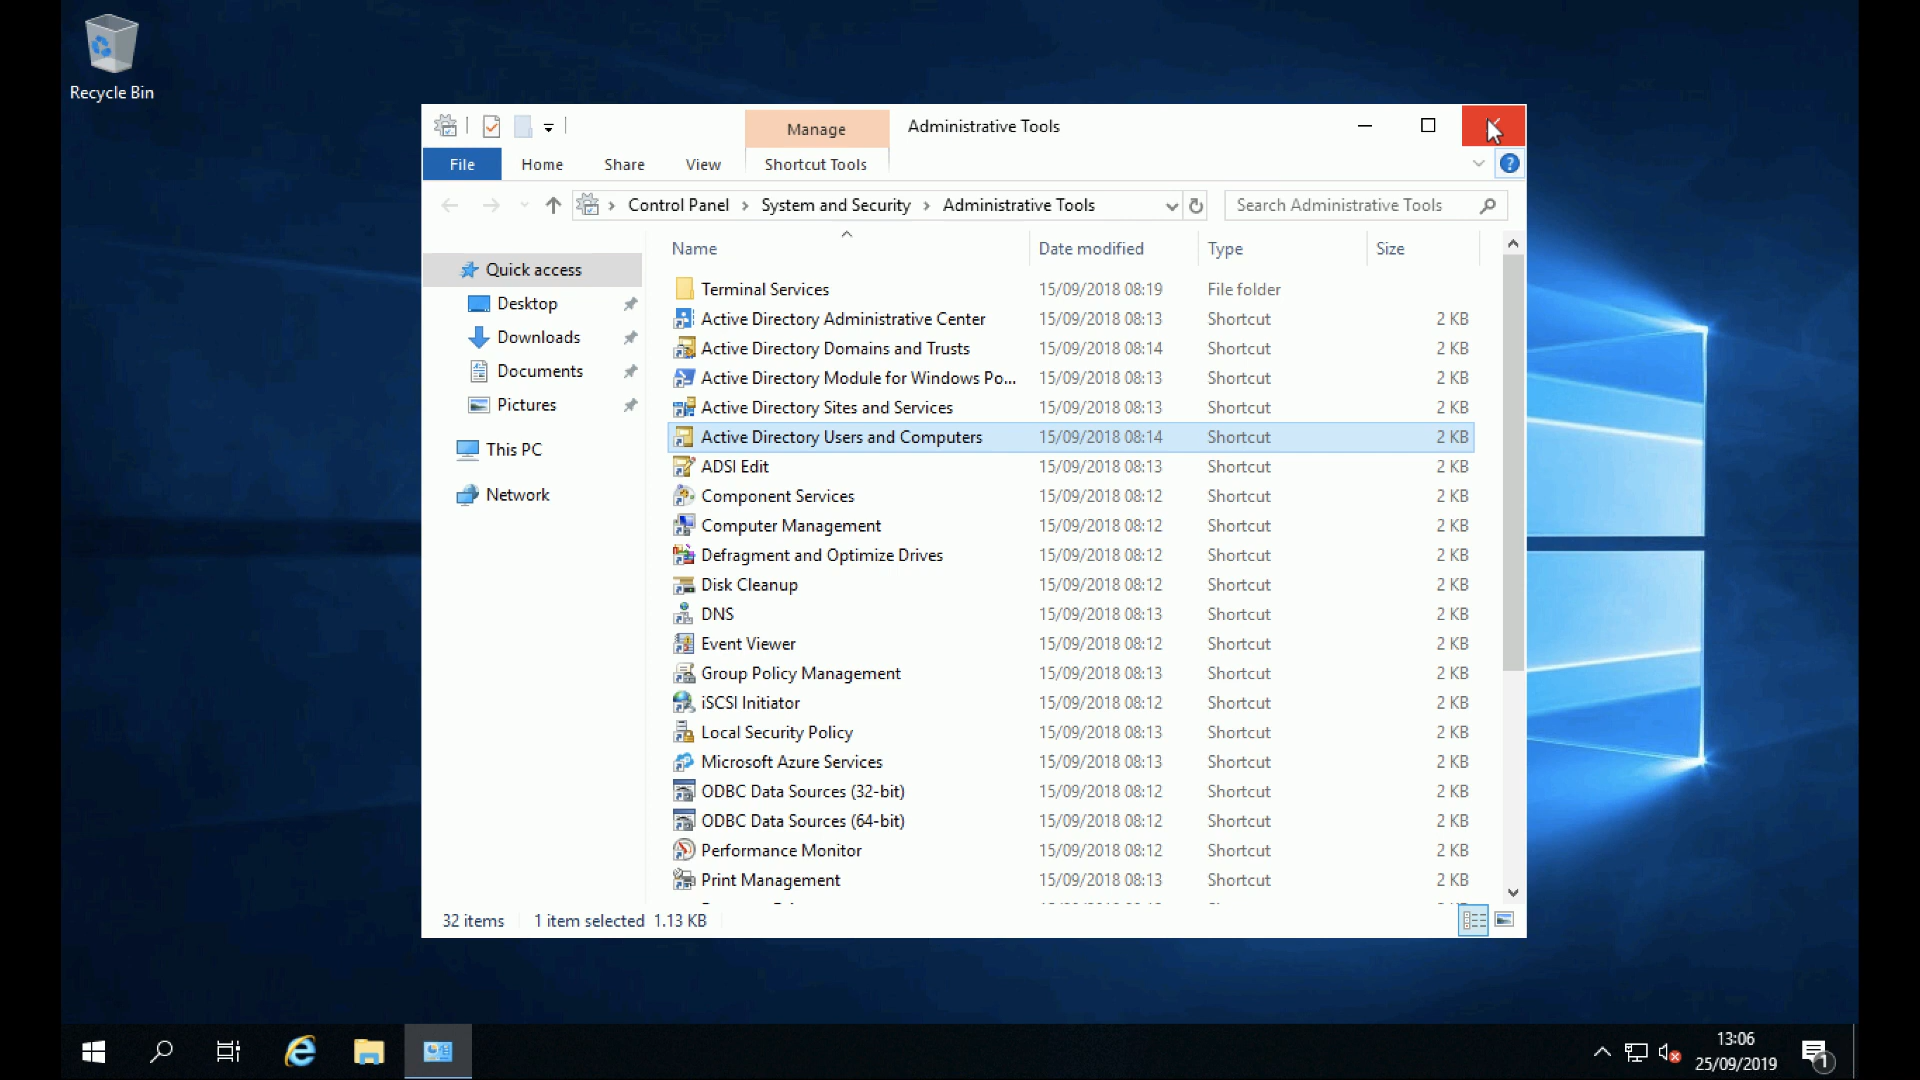 Recycle Bin
Manage
Administrative Tools
File
Home
Share
View
Shortcut Tools
Control Panel
System and Security
Administrative Tools
Search Administrative Tools
Name
Date modified
Type
Size
Quick access
Desktop
Downloads
Documents
Pictures
This PC
Network
Terminal Services 15/09/2018 08:19 File folder
Active Directory Administrative Center 15/09/2018 08:13 Shortcut 2 KB
Active Directory Domains and Trusts 15/09/2018 08:14 Shortcut 2 KB
Active Directory Module for Windows Po... 15/09/2018 08:13 Shortcut 2 KB
Active Directory Sites and Services 15/09/2018 08:13 Shortcut 2 KB
Active Directory Users and Computers 15/09/2018 08:14 Shortcut 2 KB
ADSI Edit 15/09/2018 08:13 Shortcut 2 KB
Component Services 15/09/2018 08:12 Shortcut 2 KB
Computer Management 15/09/2018 08:12 Shortcut 2 KB
Defragment and Optimize Drives 15/09/2018 08:12 Shortcut 2 KB
Disk Cleanup 15/09/2018 08:12 Shortcut 2 KB
DNS 15/09/2018 08:13 Shortcut 2 KB
Event Viewer 15/09/2018 08:12 Shortcut 2 KB
Group Policy Management 15/09/2018 08:13 Shortcut 2 KB
iSCSI Initiator 15/09/2018 08:12 Shortcut 2 KB
Local Security Policy 15/09/2018 08:13 Shortcut 2 KB
Microsoft Azure Services 15/09/2018 08:13 Shortcut 2 KB
ODBC Data Sources (32-bit) 15/09/2018 08:12 Shortcut 2 KB
ODBC Data Sources (64-bit) 15/09/2018 08:12 Shortcut 2 KB
Performance Monitor 15/09/2018 08:12 Shortcut 2 KB
Print Management 15/09/2018 08:13 Shortcut 2 KB
32 items 1 item selected 1.13 KB
13:06
25/09/2019
1